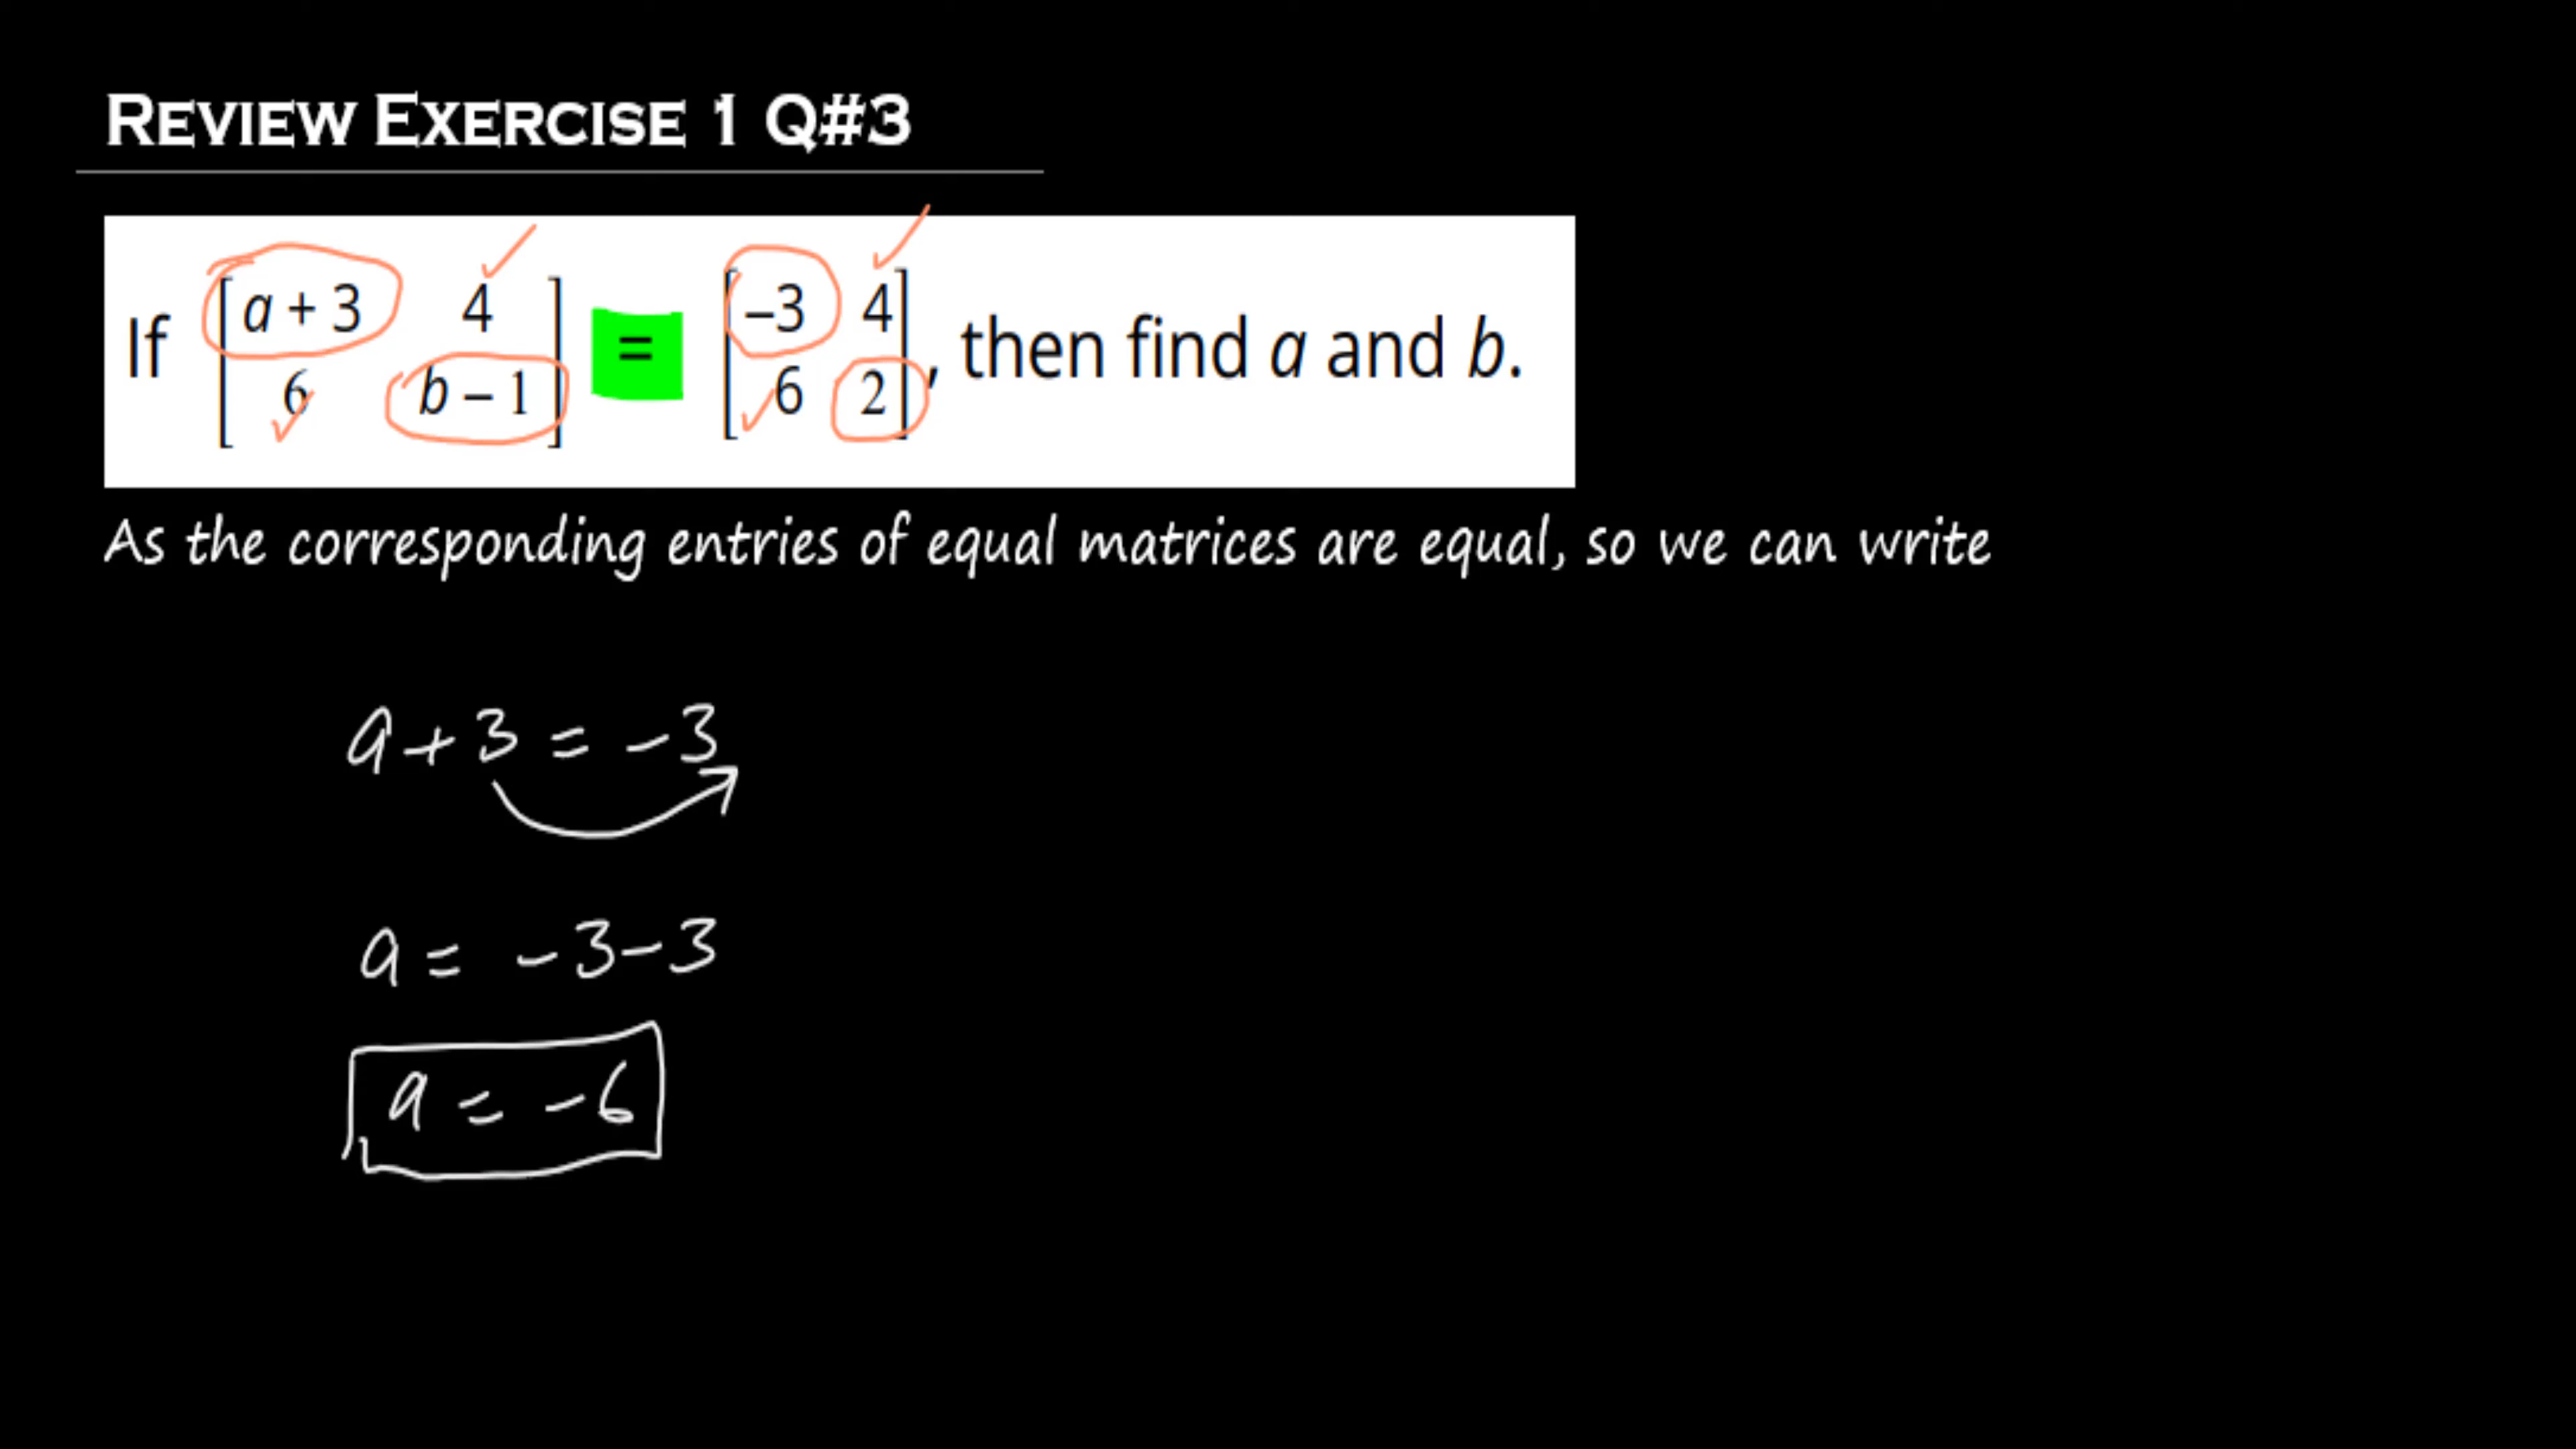 REVIEW EXERCISE 1 Q#3
If [a + 3 4 6 b – 1] = [–3 4 6 2], then find a and b.
As the corresponding entries of equal matrices are equal, so we can write
a + 3 = - 3
a = - 3 - 3
a = - 6